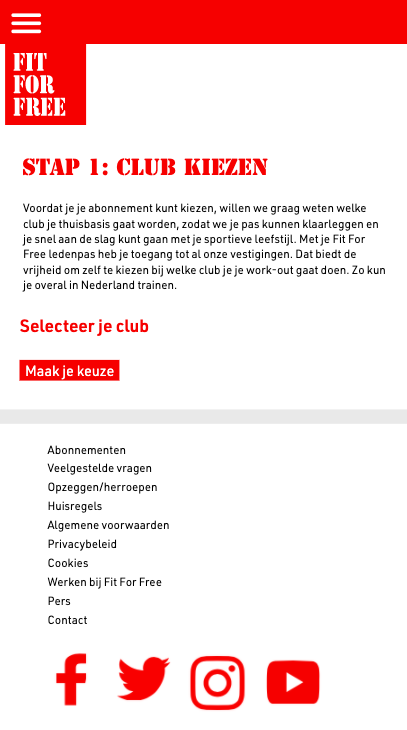 FIT
FOR
FREE
STAP 1: CLUB KIEZEN
Voordat je je abonnement kunt kiezen, willen we graag weten welke
club je thuisbasis gaat worden, zodat we je pas kunnen klaarleggen en
je snel aan de slag kunt gaan met je sportieve leefstijl. Met je Fit For
Free ledenpas heb je toegang tot al onze vestigingen. Dat biedt de
vrijheid om zelf te kiezen bij welke club je je work-out gaat doen. Zo kun
je overal in Nederland trainen.
Selecteer je club
Maak je keuze
Abonnementen
Veelgestelde vragen
Opzeggen/herroepen
Huisregels
Algemene voorwaarden
Privacybeleid
Cookies
Werken bij Fit For Free
Pers
Contact